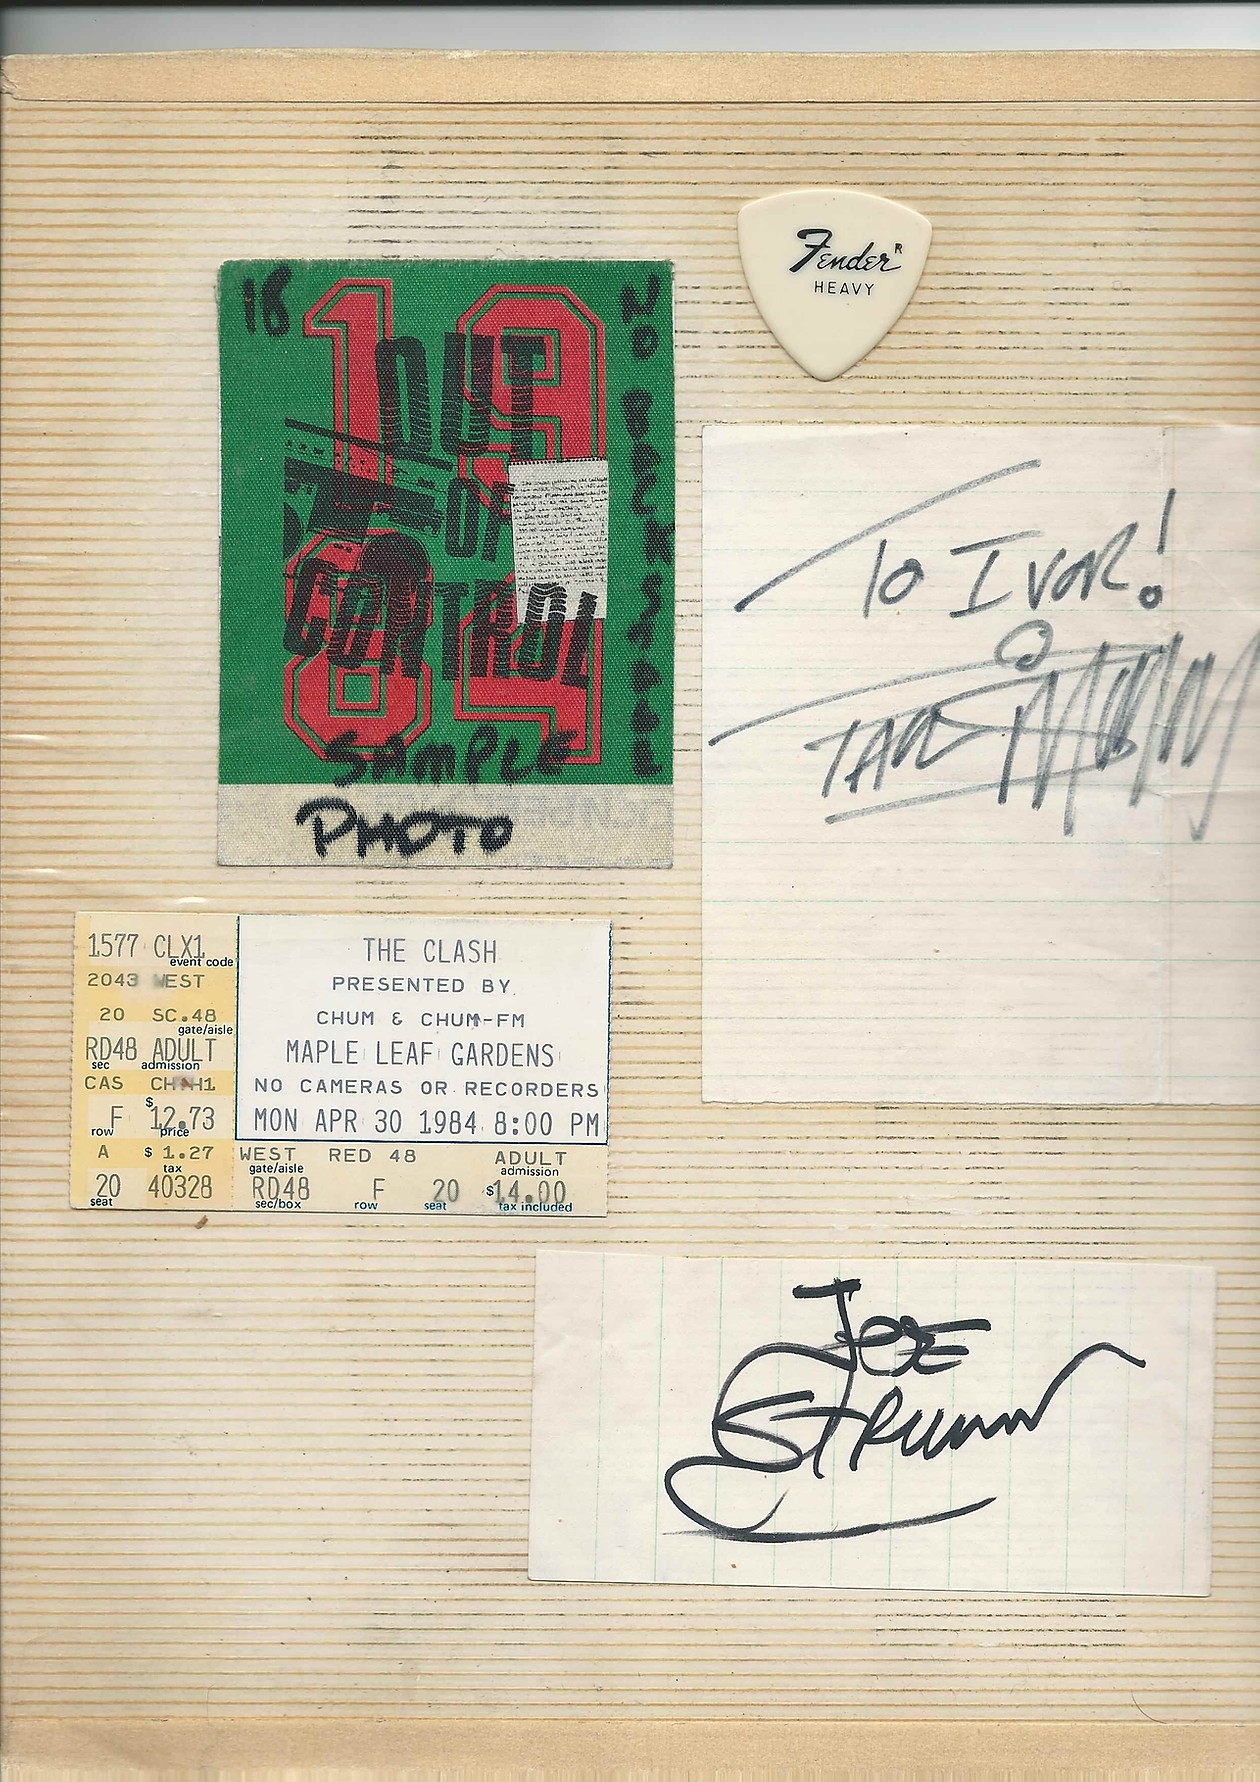 Fender R
HEAVY
18
NO BACKSTAGE
1984
OUT
OF
CONTROL
SAMPLE
PHOTO
TO IVOR!
1577 CLX1
event code
2043 WEST
20 SC.48
gate/aisle
RD48 ADULT
sec admission
CAS
F $ 12.73
row price
A $ 1.27
tax
20 40328
seat
THE CLASH
PRESENTED BY
CHUM & CHUM-FM
MAPLE LEAF GARDENS
NO CAMERAS OR RECORDERS
MON APR 30 1984 8:00 PM
WEST RED 48 ADULT
gate/aisle admission
RD48 F 20 $14.00
sec/box row seat tax included
JOE
STRUMM